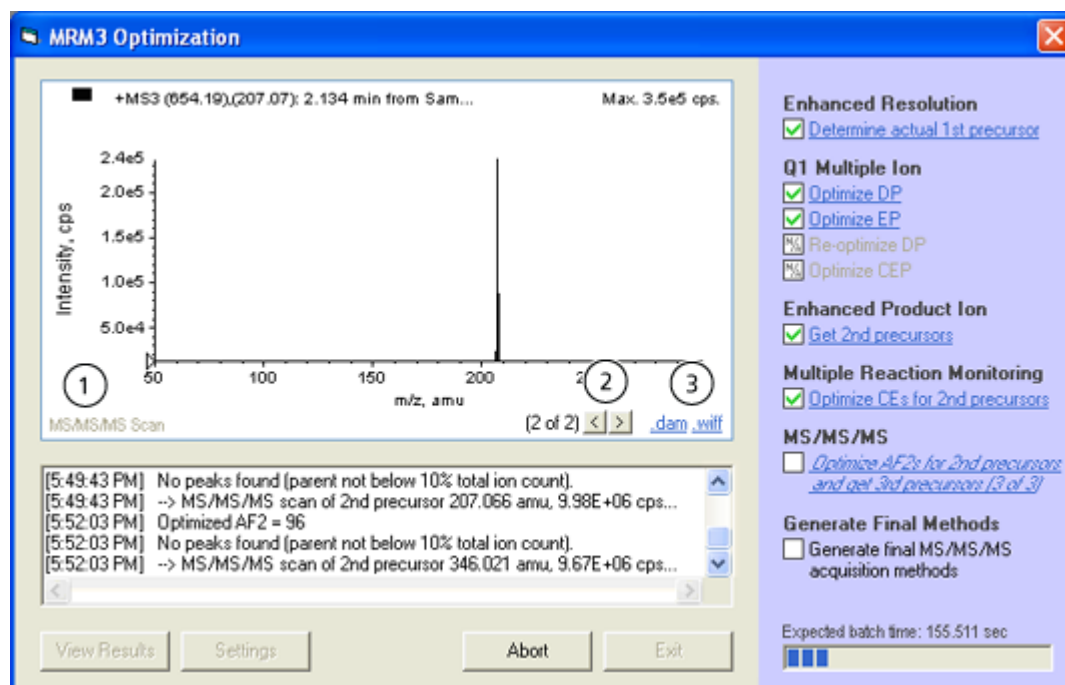 MRM3 Optimization
+MS3 (654.19),(207.07): 2.134 min from Sam...
Max. 3.5e5 cps.
2.4e5
2.0e5
1.5e5
1.0e5
5.0e4
Intensity, cps
50
100
150
200
2
m/z, amu
1
2
3
MS/MS/MS Scan
(2 of 2) < > .dam .wiff
[5:49:43 PM] No peaks found (parent not below 10% total ion count).
[5:49:43 PM] --> MS/MS/MS scan of 2nd precursor 207.066 amu, 9.98E+06 cps...
[5:52:03 PM] Optimized AF2 = 96
[5:52:03 PM] No peaks found (parent not below 10% total ion count).
[5:52:03 PM] --> MS/MS/MS scan of 2nd precursor 346.021 amu, 9.67E+06 cps...
View Results
Settings
Abort
Exit
Enhanced Resolution
Determine actual 1st precursor
Q1 Multiple Ion
Optimize DP
Optimize EP
Re-optimize DP
Optimize CEP
Enhanced Product Ion
Get 2nd precursors
Multiple Reaction Monitoring
Optimize CEs for 2nd precursors
MS/MS/MS
Optimize AF2s for 2nd precursors
and get 3rd precursors (3 of 3)
Generate Final Methods
Generate final MS/MS/MS
acquisition methods
Expected batch time: 155.511 sec